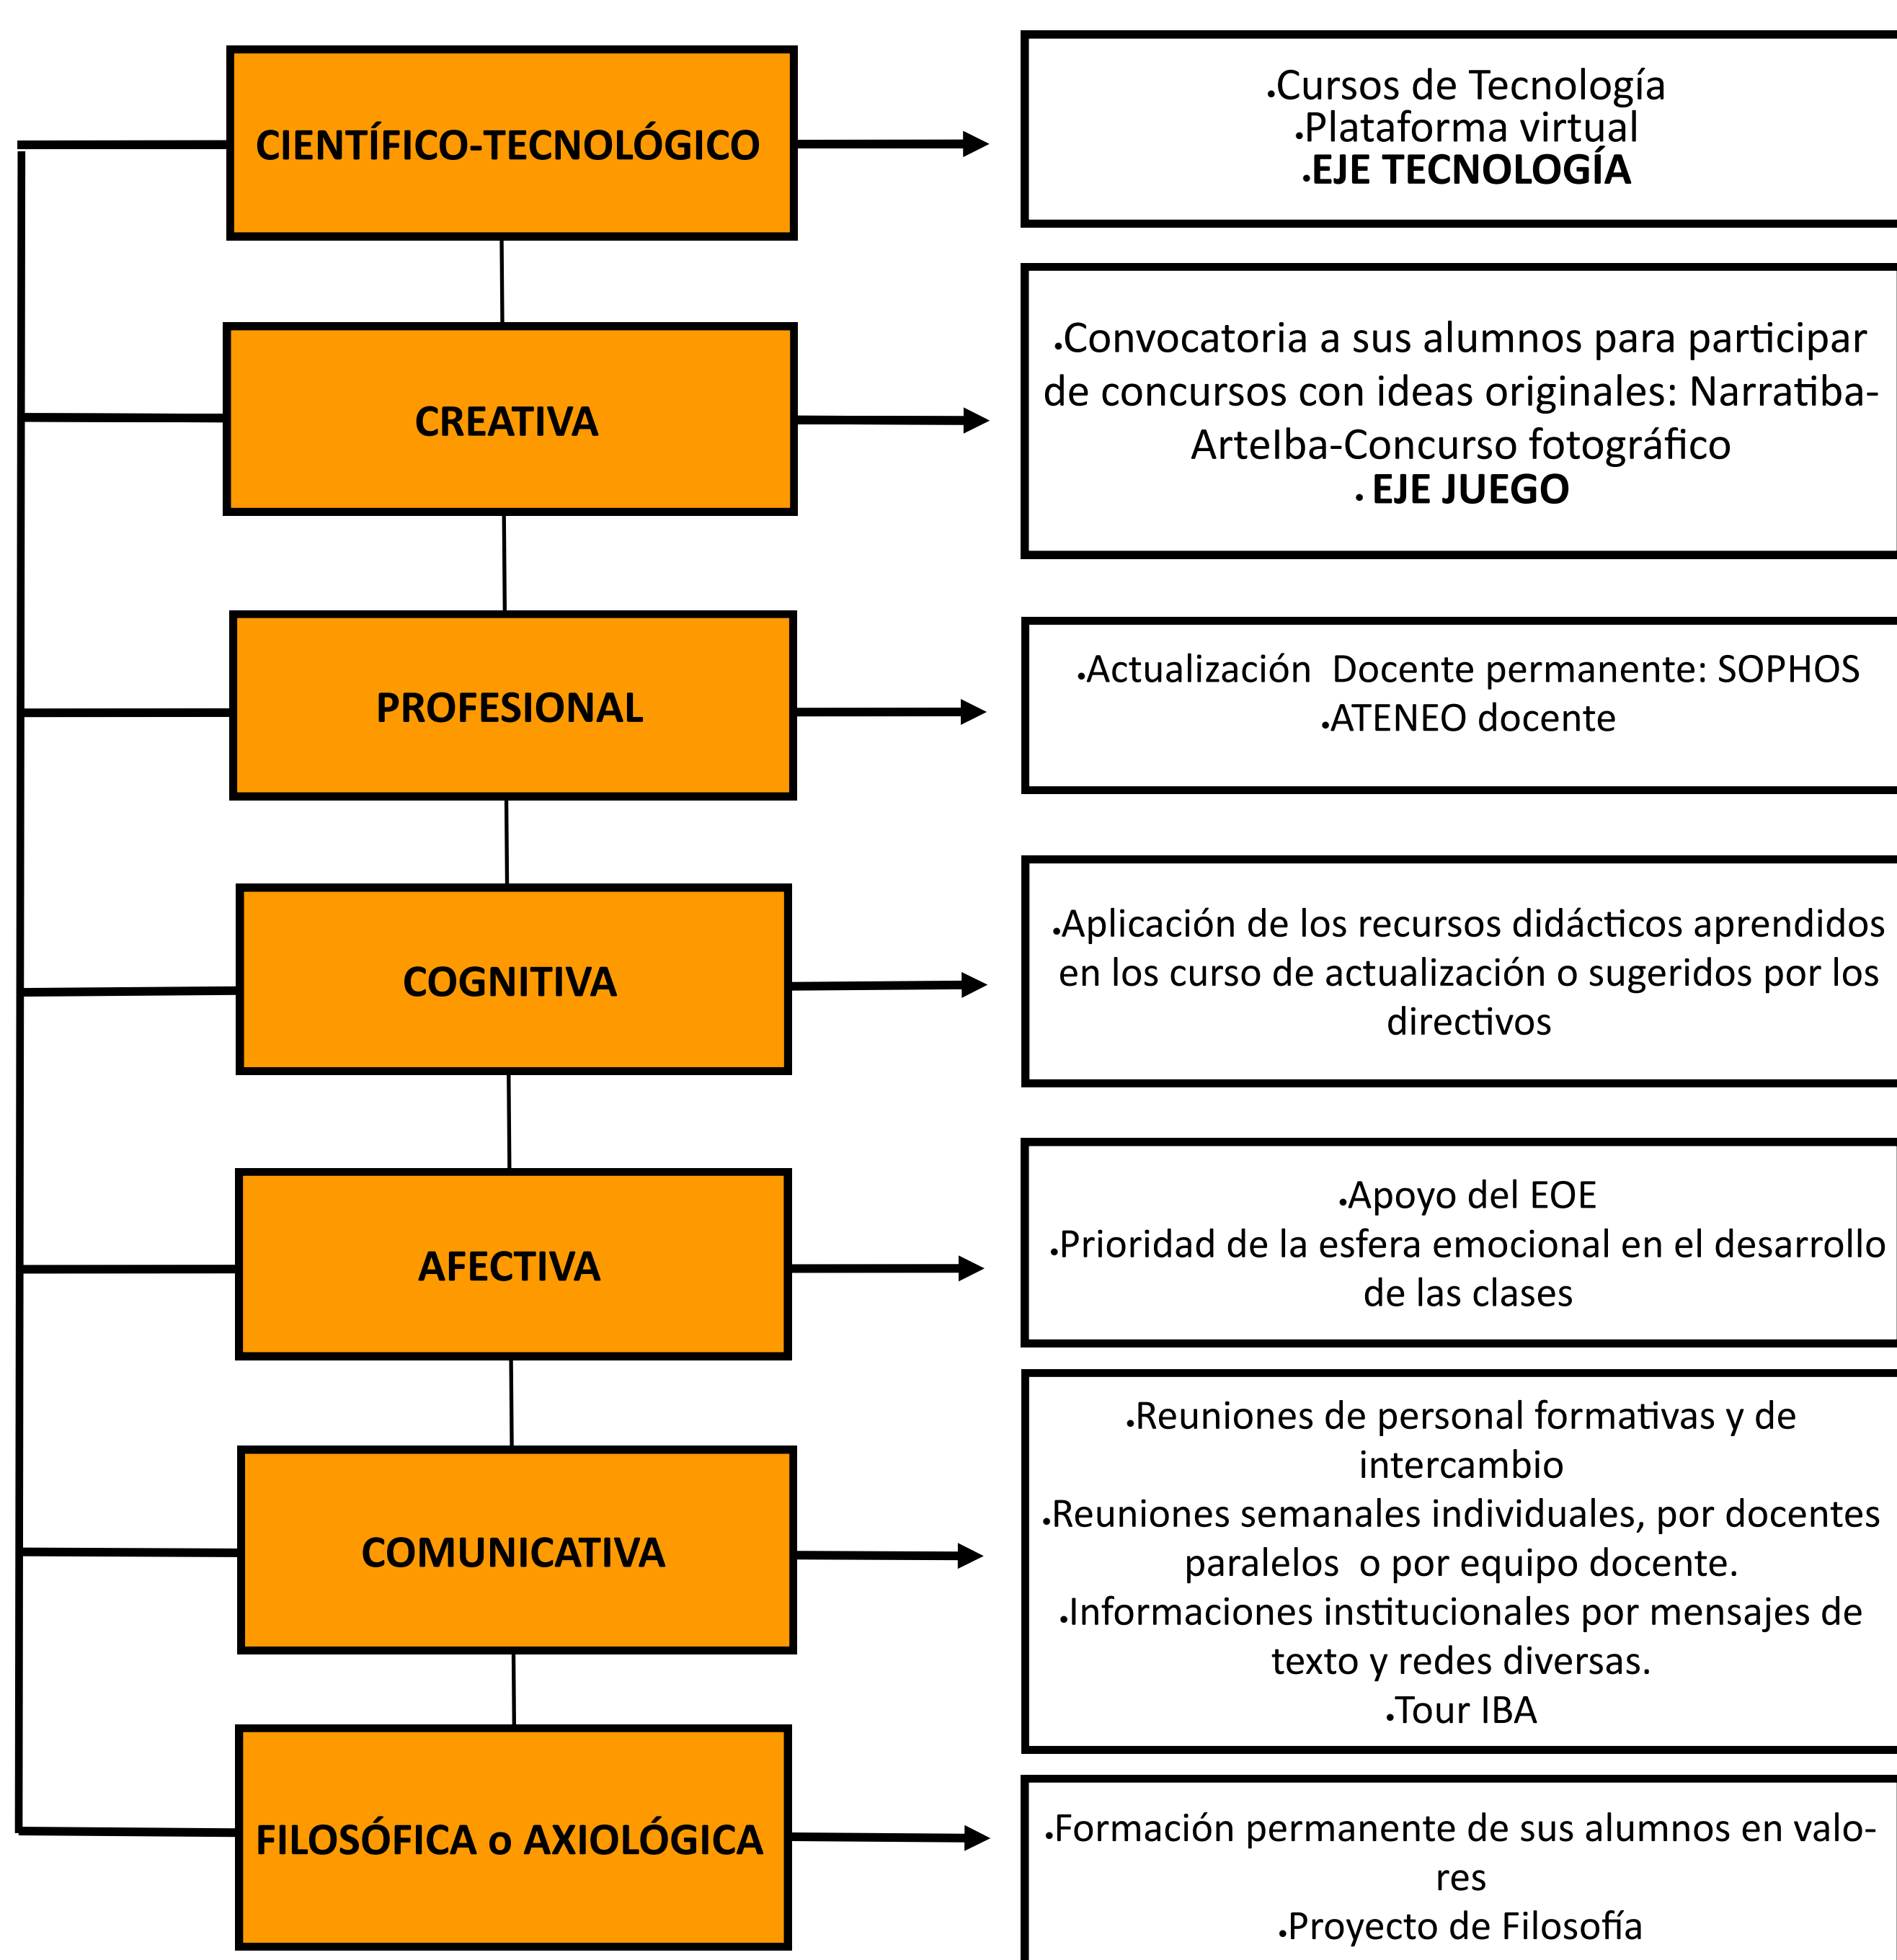 CIENTÍFICO-TECNOLÓGICO
•Cursos de Tecnología
•Plataforma virtual
•EJE TECNOLOGÍA
CREATIVA
•Convocatoria a sus alumnos para participar
de concursos con ideas originales: Narratiba-
ArteIba-Concurso fotográfico
• EJE JUEGO
PROFESIONAL
•Actualización  Docente permanente: SOPHOS
•ATENEO docente
COGNITIVA
•Aplicación de los recursos didácticos aprendidos
en los curso de actualización o sugeridos por los
directivos
AFECTIVA
•Apoyo del EOE
•Prioridad de la esfera emocional en el desarrollo
de las clases
COMUNICATIVA
•Reuniones de personal formativas y de
intercambio
•Reuniones semanales individuales, por docentes
paralelos  o por equipo docente.
•Informaciones institucionales por mensajes de
texto y redes diversas.
•Tour IBA
FILOSÓFICA o AXIOLÓGICA
•Formación permanente de sus alumnos en valo-
res
•Proyecto de Filosofía